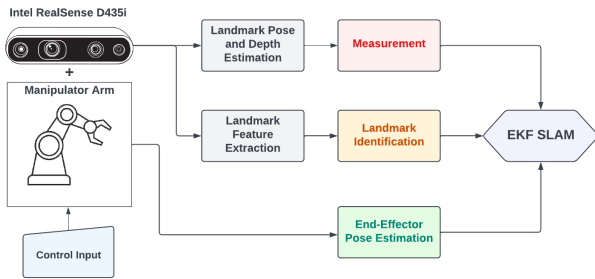 Intel RealSense D435i
+
Manipulator Arm
Control Input
Landmark Pose
and Depth
Estimation
Measurement
Landmark
Feature
Extraction
Landmark
Identification
End-Effector
Pose Estimation
EKF SLAM